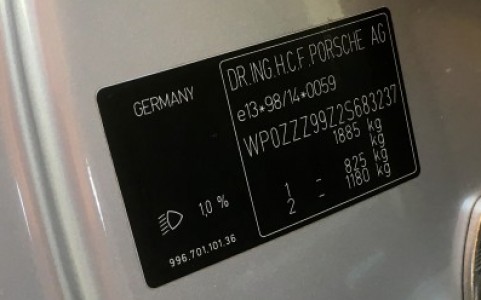 GERMANY
1,0 %
996.701.101.36
DR.ING.H.C.F.PORSCHE AG
e13*98/14*0059
WP0ZZZ99Z2S683237
1885 kg
1 - 825 kg
2 - 1180 kg